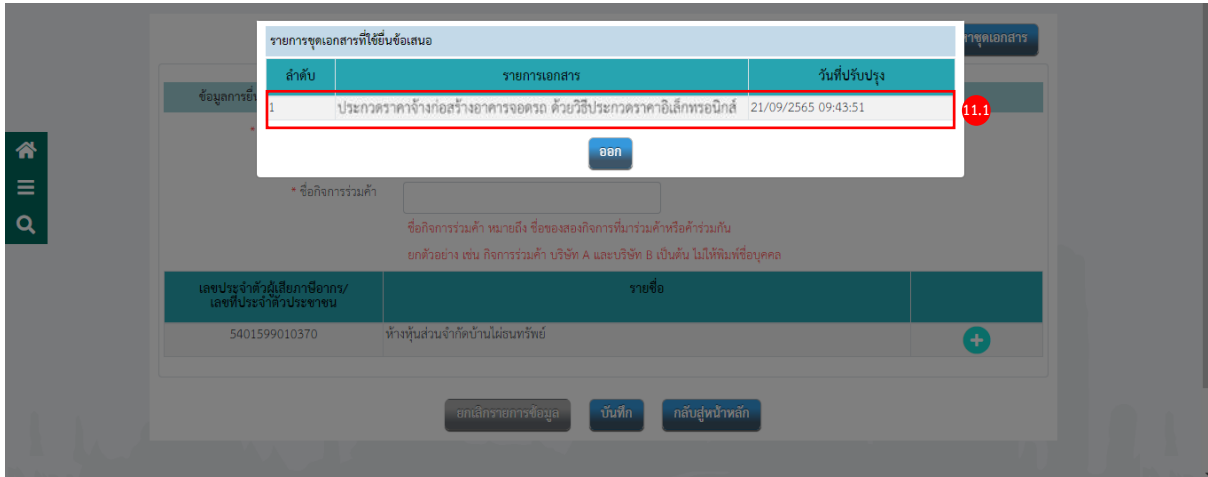 รายการชุดเอกสารที่ใช้ยื่นข้อเสนอ
าชุดเอกสาร
ลำดับ รายการเอกสาร วันที่ปรับปรุง
ข้อมูลการยื่
1 ประกวดราคาจ้างก่อสร้างอาคารจอดรถ ด้วยวิธีประกวดราคาอิเล็กทรอนิกส์ 21/09/2565 09:43:51
11.1
*
ออก
* ชื่อกิจการร่วมค้า
ชื่อกิจการร่วมค้า หมายถึง ชื่อของสองกิจการที่มาร่วมค้าหรือค้าร่วมกัน
ยกตัวอย่าง เช่น กิจการร่วมค้า บริษัท A และบริษัท B เป็นต้น ไม่ให้พิมพ์ชื่อบุคคล
เลขประจำตัวผู้เสียภาษีอากร/ รายชื่อ
เลขที่ประจำตัวประชาชน
5401599010370 ห้างหุ้นส่วนจำกัดบ้านไผ่ธนทรัพย์
ยกเลิกรายการข้อมูล บันทึก กลับสู่หน้าหลัก